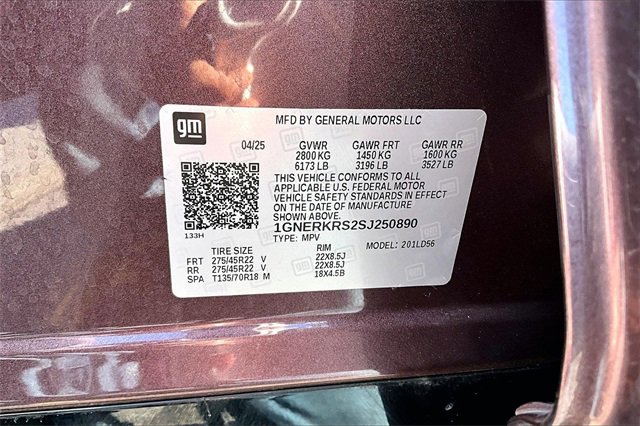 gm
MFD BY GENERAL MOTORS LLC
04/25 GVWR GAWR FRT GAWR RR
2800 KG 1450 KG 1600 KG
6173 LB 3196 LB 3527 LB
THIS VEHICLE CONFORMS TO ALL
APPLICABLE U.S. FEDERAL MOTOR
VEHICLE SAFETY STANDARDS IN EFFECT
ON THE DATE OF MANUFACTURE
SHOWN ABOVE.
1GNERKRS2SJ250890
133H TYPE: MPV MODEL: 201LD56
TIRE SIZE RIM
FRT 275/45R22 V 22X8.5J
RR 275/45R22 V 22X8.5J
SPA T135/70R18 M 18X4.5B